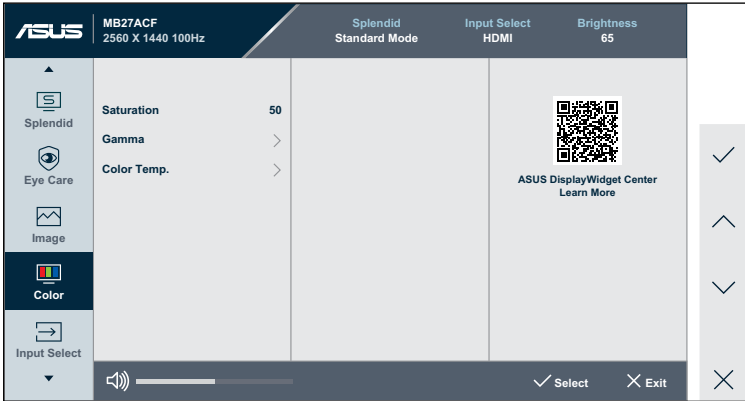 ASUS
MB27ACF
2560 X 1440 100Hz
Splendid
Standard Mode
Input Select
HDMI
Brightness
65
Splendid
Eye Care
Image
Color
Input Select
Saturation 50
Gamma
Color Temp.
ASUS DisplayWidget Center
Learn More
Select
Exit